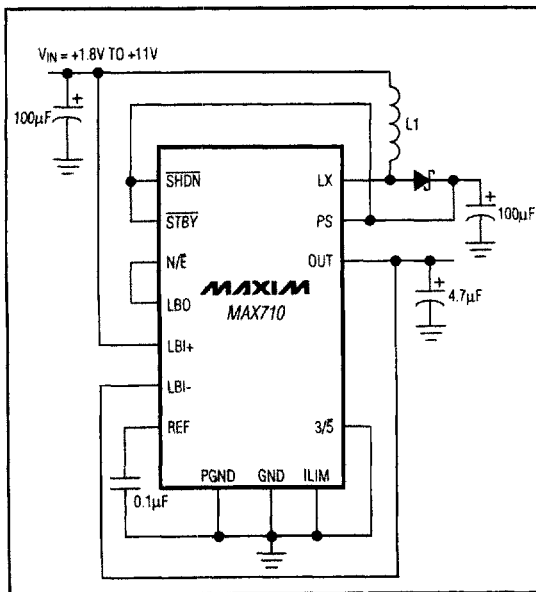 VIN = +1.8V TO +11V
100µF
+
L1
SHDN
LX
+
100µF
STBY
PS
N/E
OUT
MAXIM
MAX710
+
4.7µF
LBO
LBI+
LBI-
REF
3/5
0.1µF
PGND
GND
ILIM